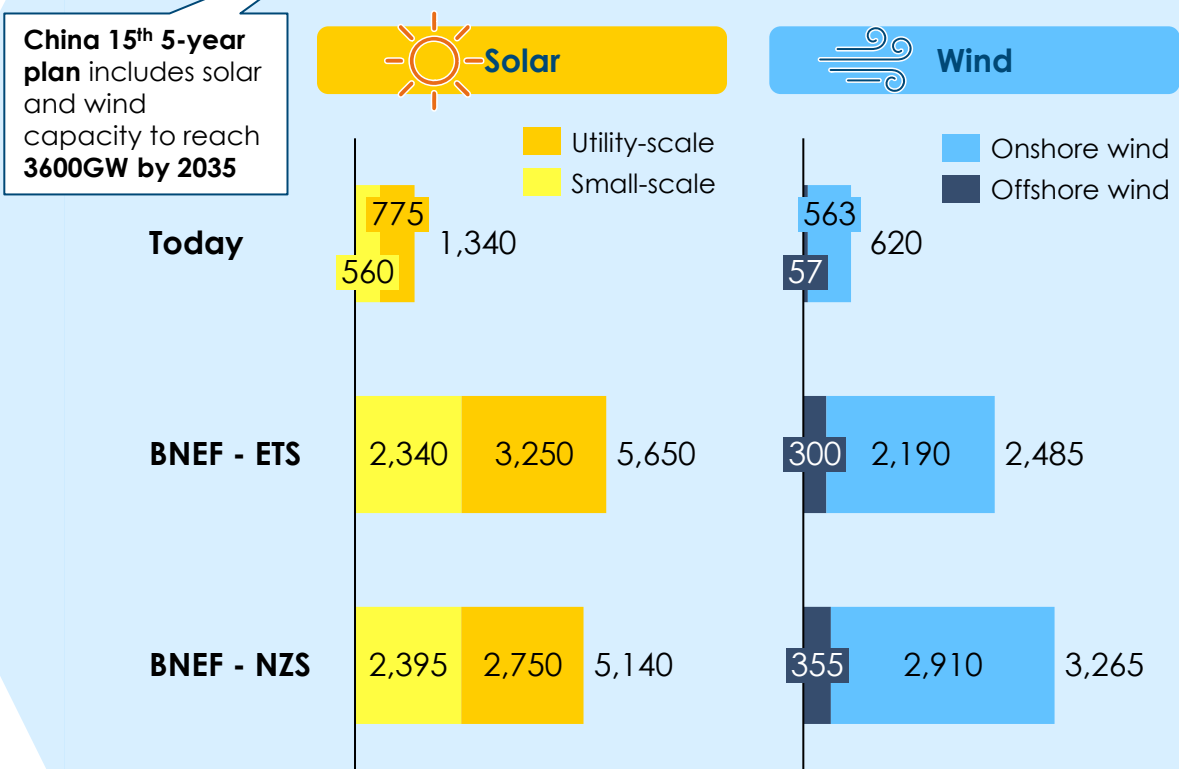 China 15th 5-year
plan includes solar
and wind
capacity to reach
3600GW by 2035
Solar
Wind
Utility-scale
Small-scale
Onshore wind
Offshore wind
Today
775
560
1,340
563
57
620
BNEF - ETS
2,340
3,250
5,650
300
2,190
2,485
BNEF - NZS
2,395
2,750
5,140
355
2,910
3,265